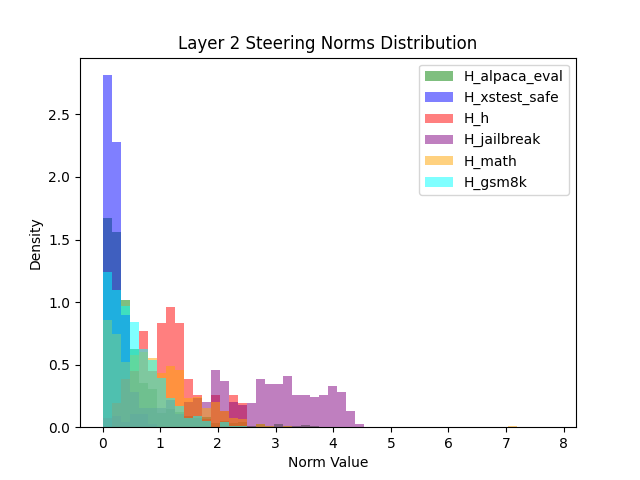 Layer 2 Steering Norms Distribution
H_alpaca_eval
H_xstest_safe
H_h
H_jailbreak
H_math
H_gsm8k
Density
2.5
2.0
1.5
1.0
0.5
0.0
0 1 2 3 4 5 6 7 8
Norm Value